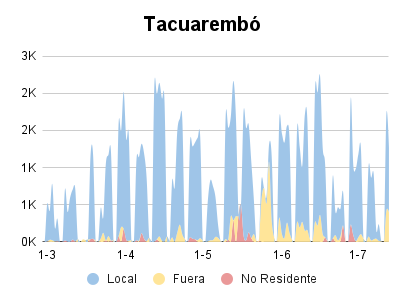 Tacuarembó
3K
2K
2K
1K
1K
0K
1-3 1-4 1-5 1-6 1-7
Local Fuera No Residente